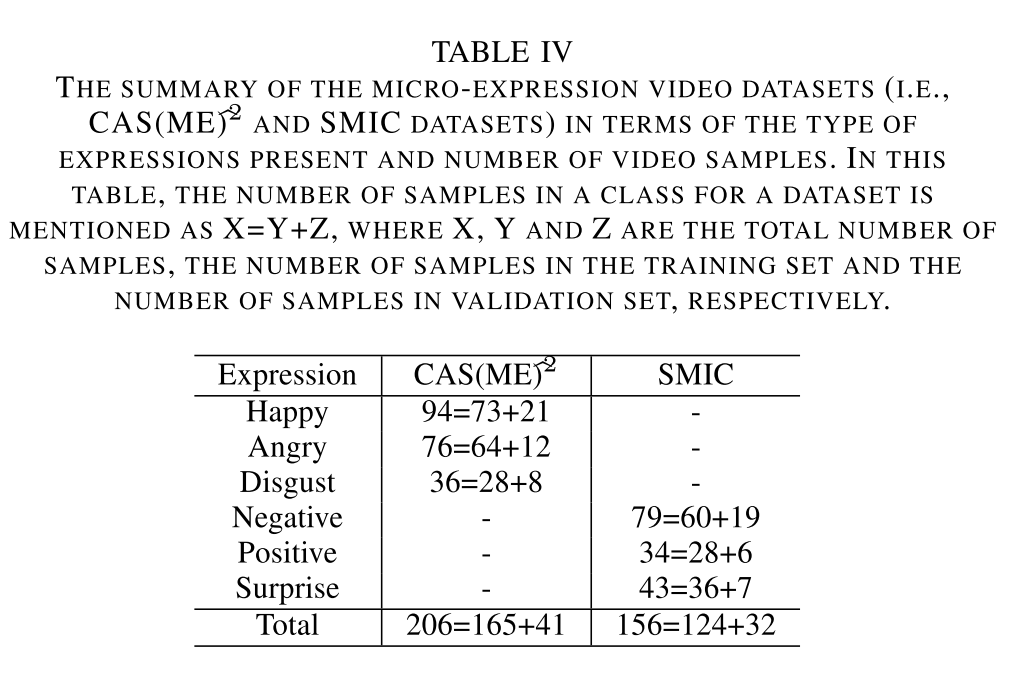 TABLE IV
THE SUMMARY OF THE MICRO-EXPRESSION VIDEO DATASETS (I.E.,
CAS(ME)^2 AND SMIC DATASETS) IN TERMS OF THE TYPE OF
EXPRESSIONS PRESENT AND NUMBER OF VIDEO SAMPLES. IN THIS
TABLE, THE NUMBER OF SAMPLES IN A CLASS FOR A DATASET IS
MENTIONED AS X=Y+Z, WHERE X, Y AND Z ARE THE TOTAL NUMBER OF
SAMPLES, THE NUMBER OF SAMPLES IN THE TRAINING SET AND THE
NUMBER OF SAMPLES IN VALIDATION SET, RESPECTIVELY.
Expression CAS(ME)^2 SMIC
Happy 94=73+21 -
Angry 76=64+12 -
Disgust 36=28+8 -
Negative - 79=60+19
Positive - 34=28+6
Surprise - 43=36+7
Total 206=165+41 156=124+32